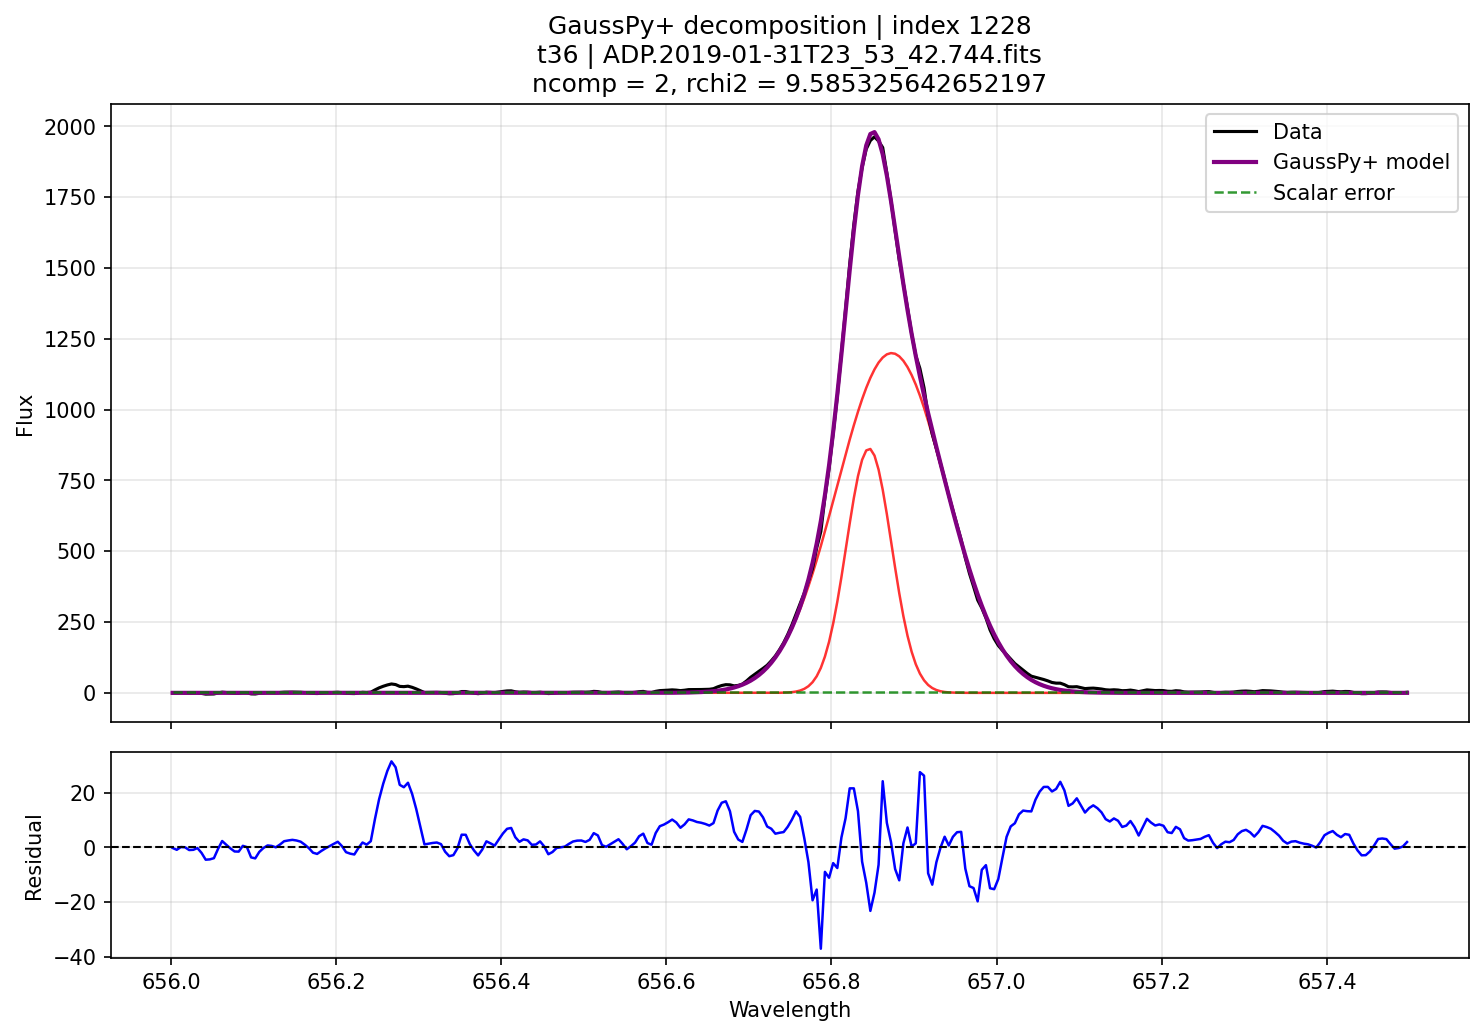 GaussPy+ decomposition | index 1228
t36 | ADP.2019-01-31T23_53_42.744.fits
ncomp = 2, rchi2 = 9.585325642652197
Data
GaussPy+ model
Scalar error
Flux
2000
1750
1500
1250
1000
750
500
250
0
Residual
20
0
−20
−40
656.0 656.2 656.4 656.6 656.8 657.0 657.2 657.4
Wavelength